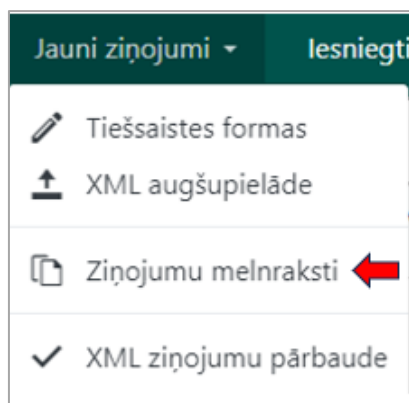 Jauni ziņojumi Iesniegti
Tiešsaistes formas
XML augšupielāde
Ziņojumu melnraksti
XML ziņojumu pārbaude